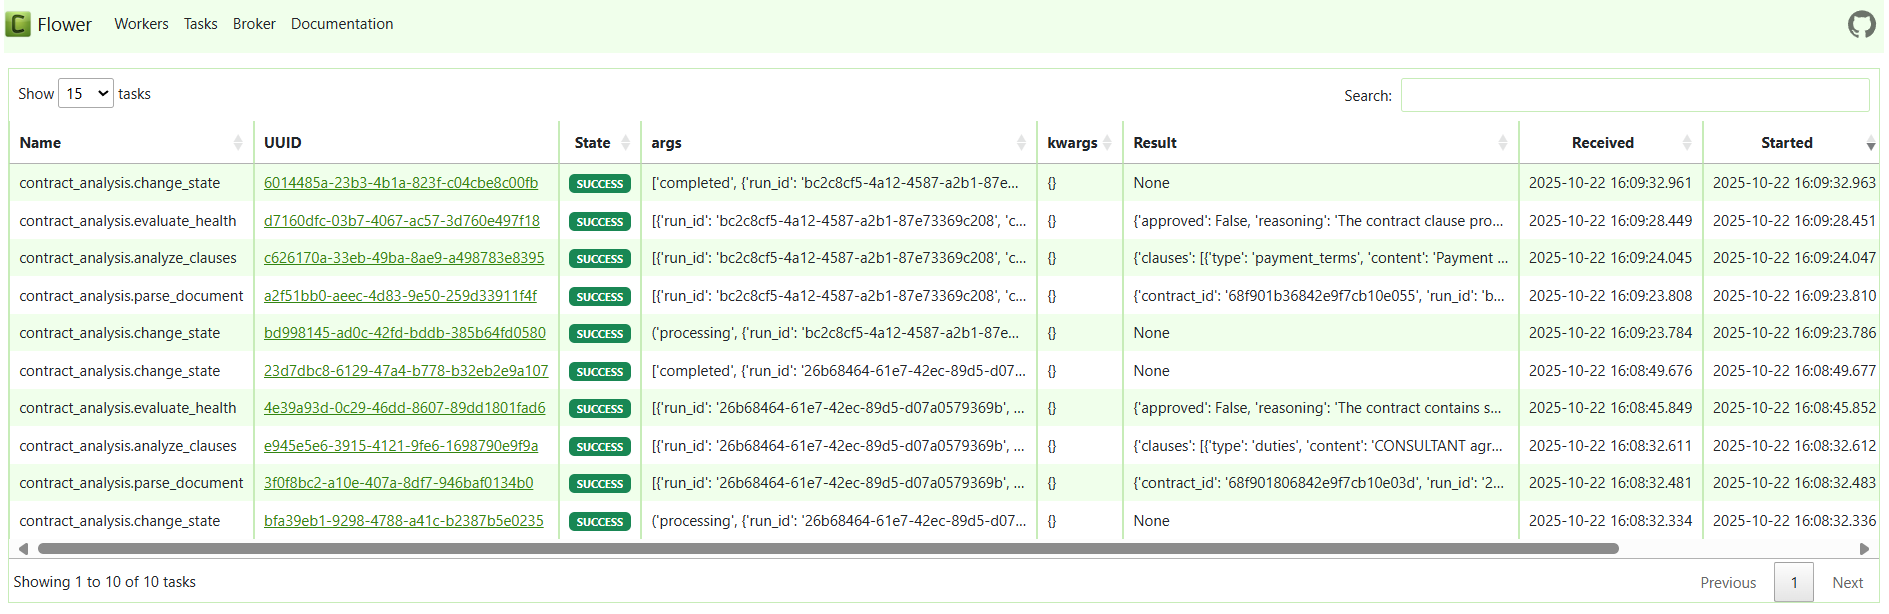 C Flower Workers Tasks Broker Documentation
Show 15 tasks Search:
Name UUID State args kwargs Result Received Started
contract_analysis.change_state 6014485a-23b3-4b1a-823f-c04cbe8c00fb SUCCESS ['completed', {'run_id': 'bc2c8cf5-4a12-4587-a2b1-87e... {} None 2025-10-22 16:09:32.961 2025-10-22 16:09:32.963
contract_analysis.evaluate_health d7160dfc-03b7-4067-ac57-3d760e497f18 SUCCESS [{'run_id': 'bc2c8cf5-4a12-4587-a2b1-87e73369c208', 'c... {} {'approved': False, 'reasoning': 'The contract clause pro... 2025-10-22 16:09:28.449 2025-10-22 16:09:28.451
contract_analysis.analyze_clauses c626170a-33eb-49ba-8ae9-a498783e8395 SUCCESS [{'run_id': 'bc2c8cf5-4a12-4587-a2b1-87e73369c208', 'c... {} {'clauses': [{'type': 'payment_terms', 'content': 'Payment ... 2025-10-22 16:09:24.045 2025-10-22 16:09:24.047
contract_analysis.parse_document a2f51bb0-aeec-4d83-9e50-259d33911f4f SUCCESS [{'run_id': 'bc2c8cf5-4a12-4587-a2b1-87e73369c208', 'c... {} {'contract_id': '68f901b36842e9f7cb10e055', 'run_id': 'b... 2025-10-22 16:09:23.808 2025-10-22 16:09:23.810
contract_analysis.change_state bd998145-ad0c-42fd-bddb-385b64fd0580 SUCCESS ('processing', {'run_id': 'bc2c8cf5-4a12-4587-a2b1-87e... {} None 2025-10-22 16:09:23.784 2025-10-22 16:09:23.786
contract_analysis.change_state 23d7dbc8-6129-47a4-b778-b32eb2e9a107 SUCCESS ['completed', {'run_id': '26b68464-61e7-42ec-89d5-d07... {} None 2025-10-22 16:08:49.676 2025-10-22 16:08:49.677
contract_analysis.evaluate_health 4e39a93d-0c29-46dd-8607-89dd1801fad6 SUCCESS [{'run_id': '26b68464-61e7-42ec-89d5-d07a0579369b', ... {} {'approved': False, 'reasoning': 'The contract contains s... 2025-10-22 16:08:45.849 2025-10-22 16:08:45.852
contract_analysis.analyze_clauses e945e5e6-3915-4121-9fe6-1698790e9f9a SUCCESS [{'run_id': '26b68464-61e7-42ec-89d5-d07a0579369b', ... {} {'clauses': [{'type': 'duties', 'content': 'CONSULTANT agr... 2025-10-22 16:08:32.611 2025-10-22 16:08:32.612
contract_analysis.parse_document 3f0f8bc2-a10e-407a-8df7-946baf0134b0 SUCCESS [{'run_id': '26b68464-61e7-42ec-89d5-d07a0579369b', ... {} {'contract_id': '68f901806842e9f7cb10e03d', 'run_id': '2... 2025-10-22 16:08:32.481 2025-10-22 16:08:32.483
contract_analysis.change_state bfa39eb1-9298-4788-a41c-b2387b5e0235 SUCCESS ('processing', {'run_id': '26b68464-61e7-42ec-89d5-d07... {} None 2025-10-22 16:08:32.334 2025-10-22 16:08:32.336
Showing 1 to 10 of 10 tasks Previous 1 Next